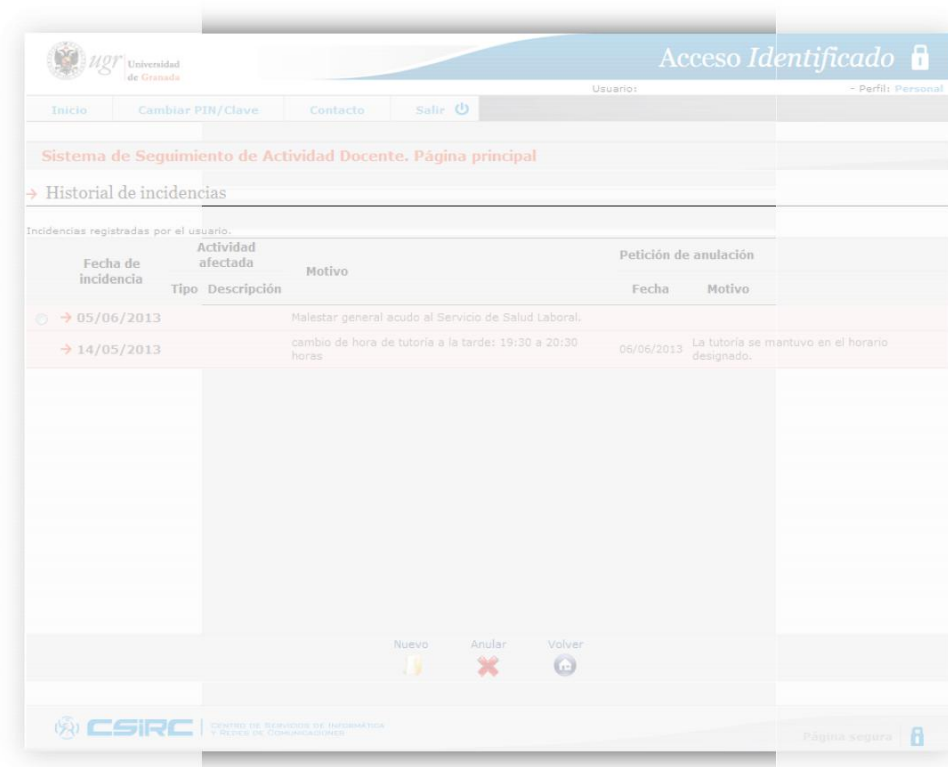 ugr Universidad
de Granada
Acceso Identificado
Usuario: - Perfil: Personal
Inicio Cambiar PIN/Clave Contacto Salir
Sistema de Seguimiento de Actividad Docente. Página principal
Historial de incidencias
Incidencias registradas por el usuario.
Fecha de incidencia
Actividad afectada
Motivo
Petición de anulación
Tipo Descripción
Fecha Motivo
05/06/2013 Malestar general acudo al Servicio de Salud Laboral.
14/05/2013 cambio de hora de tutoría a la tarde: 19:30 a 20:30
horas
06/06/2013 La tutoría se mantuvo en el horario
designado.
Nuevo Anular Volver
CSIRC CENTRO DE SERVICIOS DE INFORMÁTICA
Y REDES DE COMUNICACIONES
Página segura